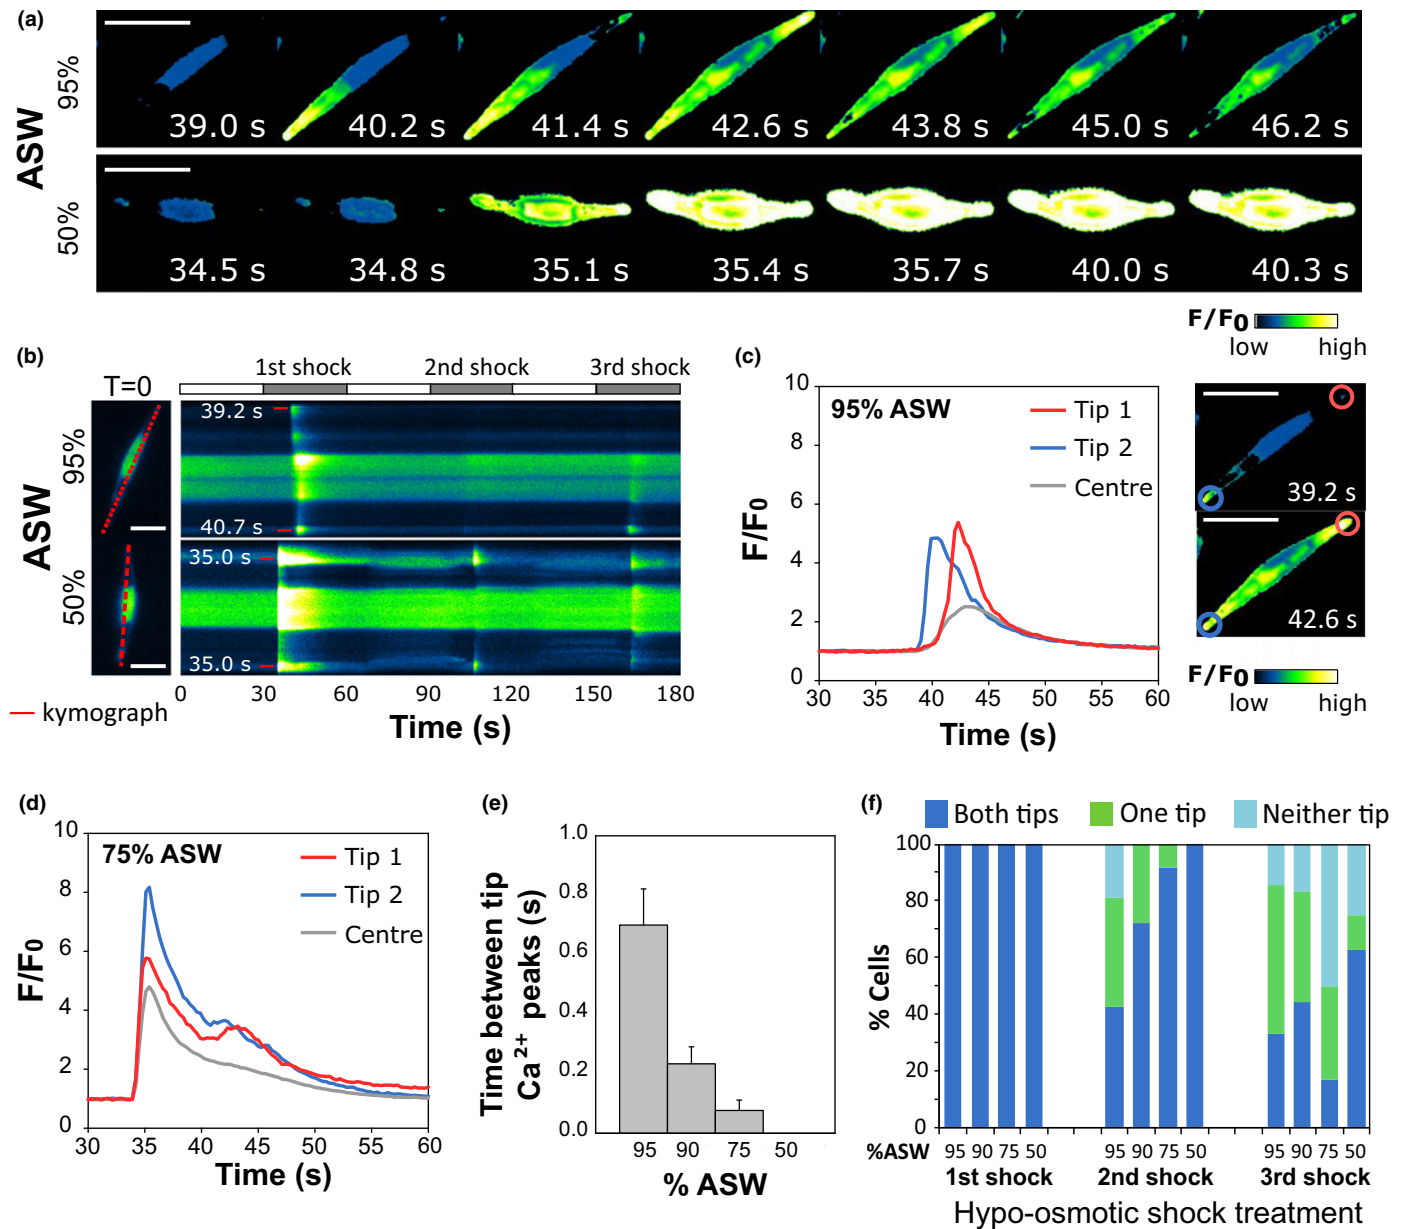 (a)
ASW
95%
39.0 s
40.2 s
41.4 s
42.6 s
43.8 s
45.0 s
46.2 s
50%
34.5 s
34.8 s
35.1 s
35.4 s
35.7 s
40.0 s
40.3 s
F/F0
low high
(b)
T=0
1st shock
2nd shock
3rd shock
ASW
95%
39.2 s
40.7 s
50%
35.0 s
35.0 s
0 30 60 90 120 150 180
Time (s)
kymograph
(c)
95% ASW
Tip 1
Tip 2
Centre
F/F0
10
8
6
4
2
0
30 35 40 45 50 55 60
Time (s)
39.2 s
42.6 s
F/F0
low high
(d)
75% ASW
Tip 1
Tip 2
Centre
F/F0
10
8
6
4
2
0
30 35 40 45 50 55 60
Time (s)
(e)
Time between tip
Ca2+ peaks (s)
1.0
0.8
0.6
0.4
0.2
0.0
95 90 75 50
% ASW
(f)
Both tips
One tip
Neither tip
% Cells
100
80
60
40
20
0
%ASW
95 90 75 50
95 90 75 50
95 90 75 50
1st shock
2nd shock
3rd shock
Hypo-osmotic shock treatment